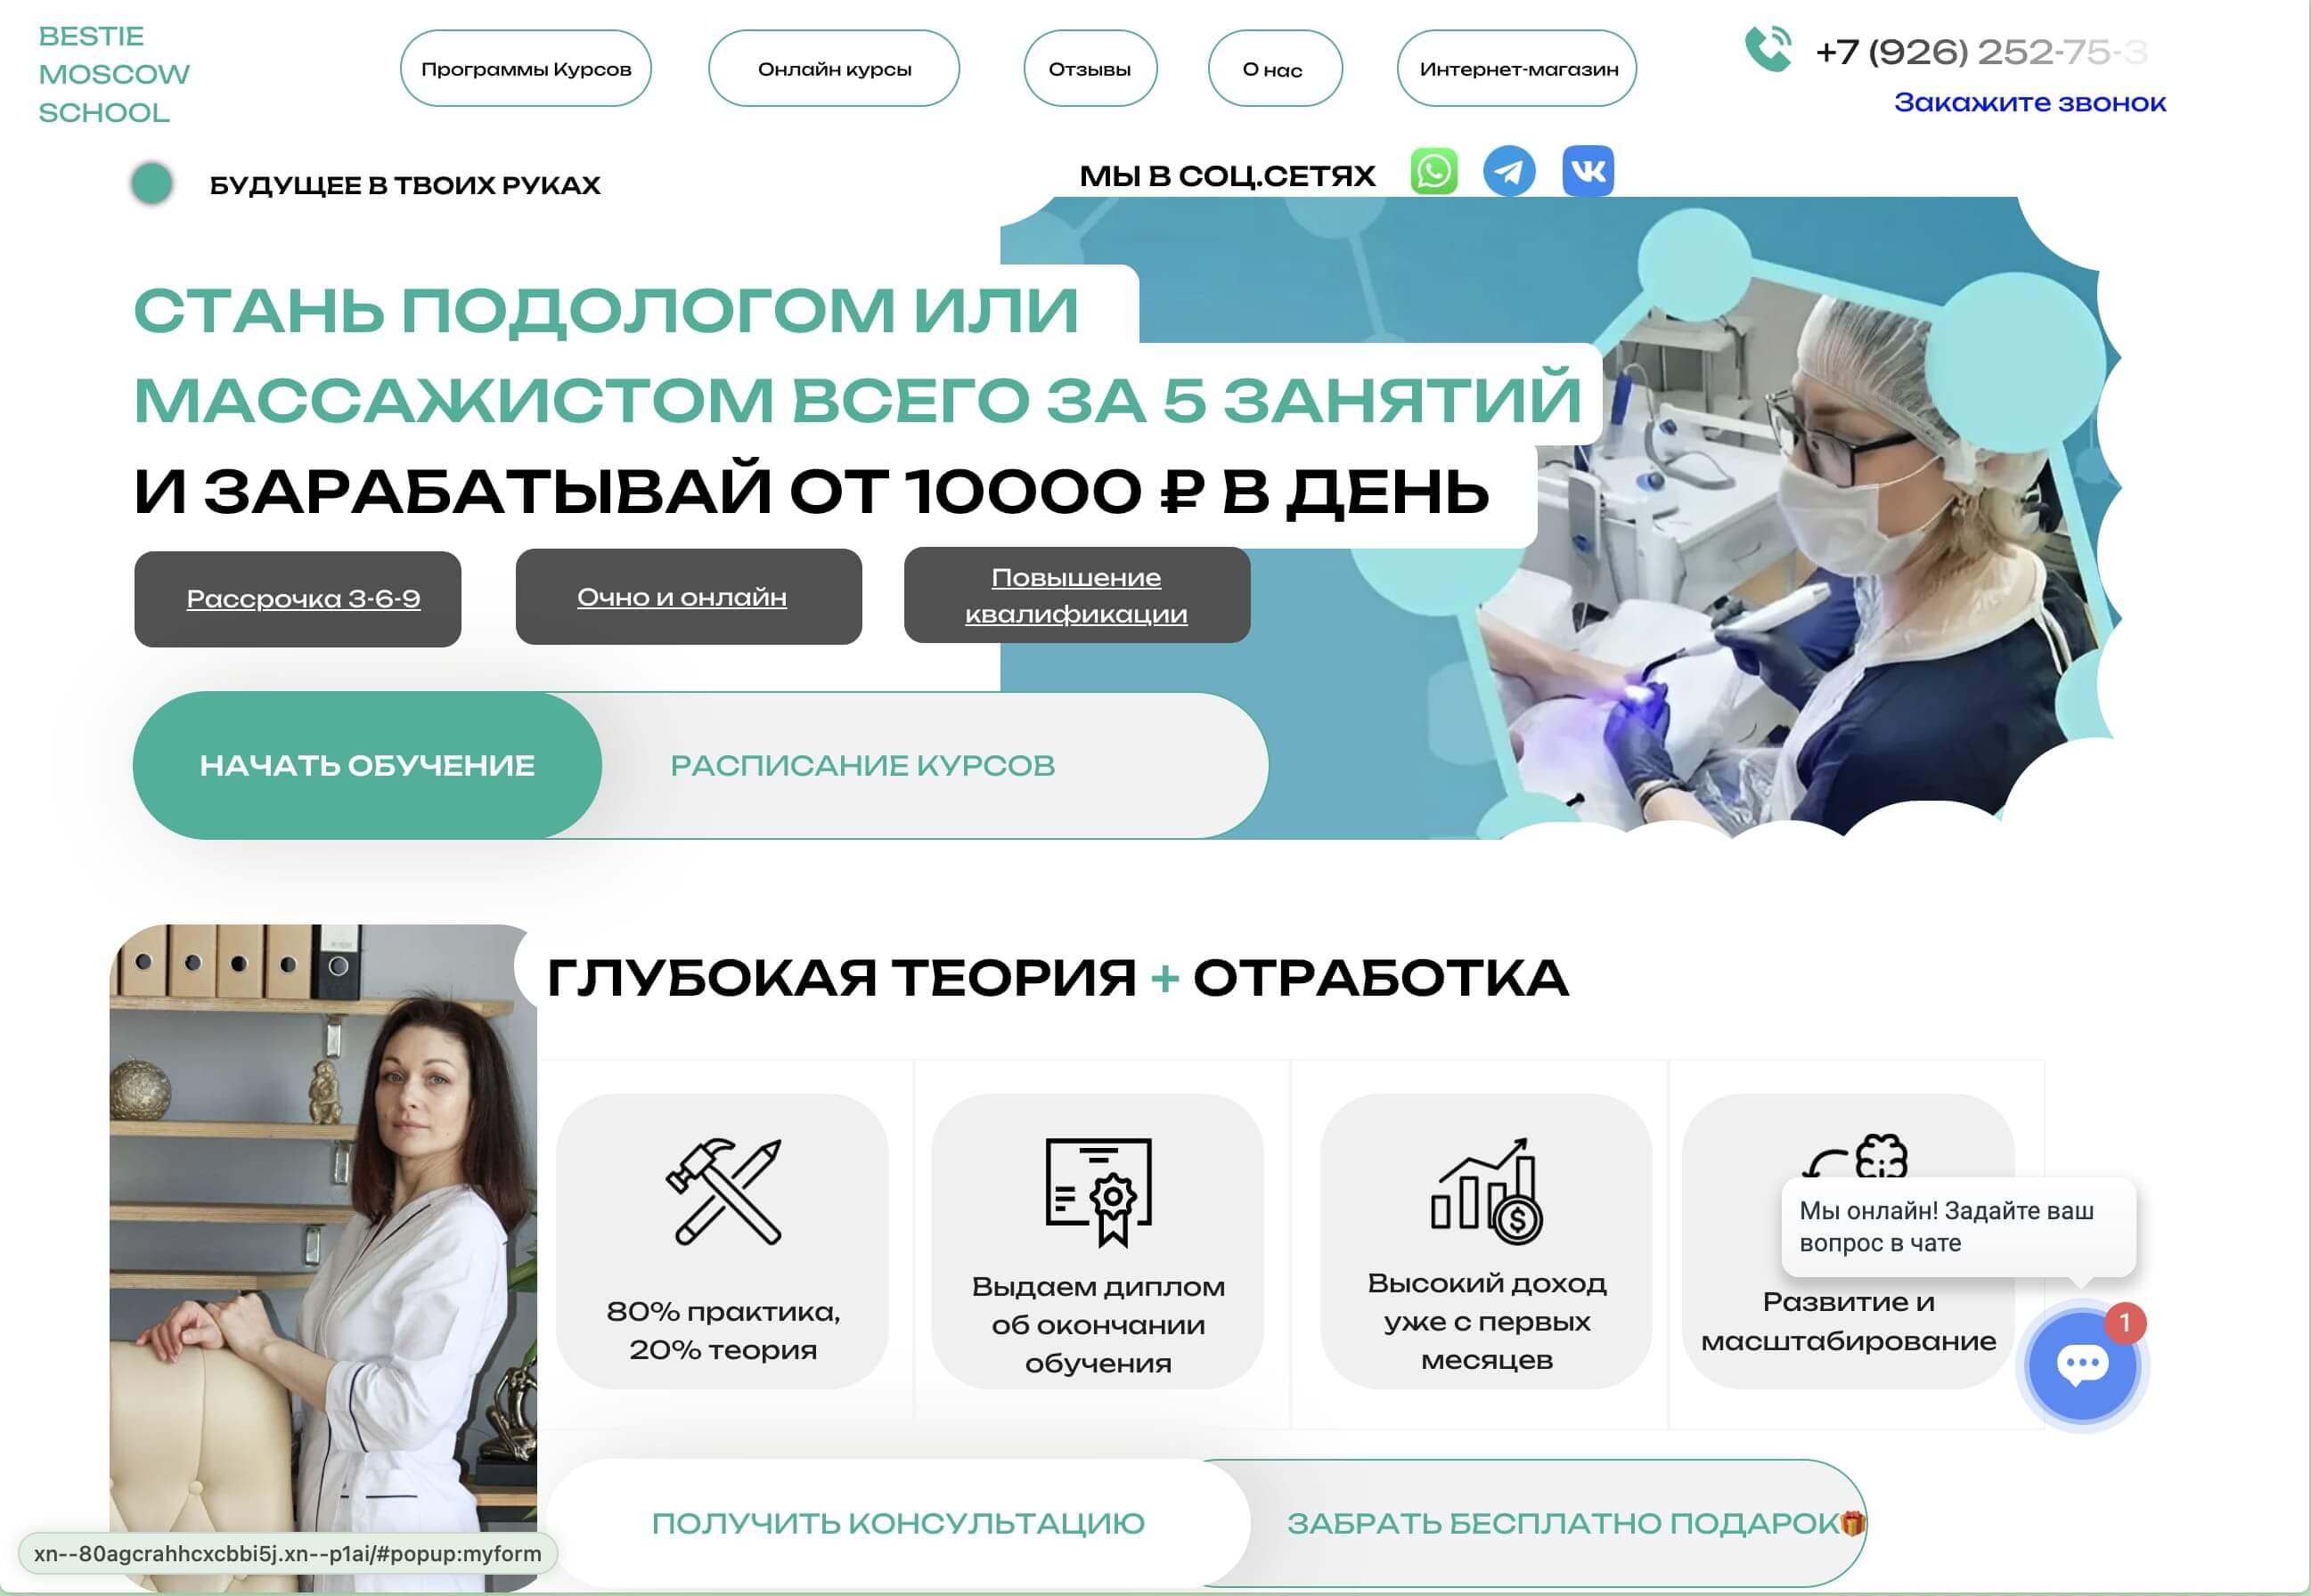 BESTIE
MOSCOW
SCHOOL
Программы Курсов
Онлайн курсы
Отзывы
О нас
Интернет-магазин
+7 (926) 252-75-3
Закажите звонок
БУДУЩЕЕ В ТВОИХ РУКАХ
МЫ В СОЦ.СЕТЯХ
СТАНЬ ПОДОЛОГОМ ИЛИ
МАССАЖИСТОМ ВСЕГО ЗА 5 ЗАНЯТИЙ
И ЗАРАБАТЫВАЙ ОТ 10000 ₽ В ДЕНЬ
Рассрочка 3-6-9
Очно и онлайн
Повышение
квалификации
НАЧАТЬ ОБУЧЕНИЕ
РАСПИСАНИЕ КУРСОВ
ГЛУБОКАЯ ТЕОРИЯ + ОТРАБОТКА
80% практика,
20% теория
Выдаем диплом
об окончании
обучения
Высокий доход
уже с первых
месяцев
Мы онлайн! Задайте ваш
вопрос в чате
Развитие и
масштабирование
1
ПОЛУЧИТЬ КОНСУЛЬТАЦИЮ
ЗАБРАТЬ БЕСПЛАТНО ПОДАРОК🎁
xn--80agcrahhcxcbbi5j.xn--p1ai/#popup:myform